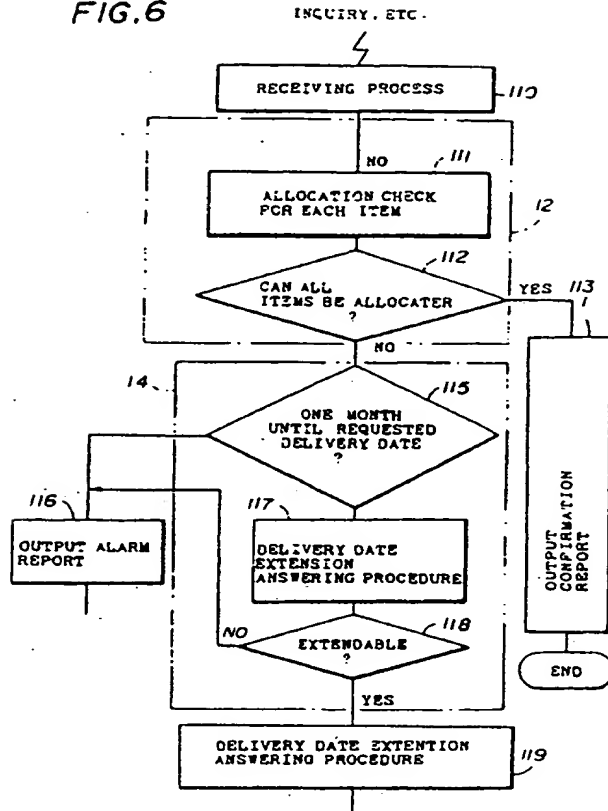 FIG.6
INQUIRY. ETC.
RECEIVING PROCESS
110
NO
111
ALLOCATION CHECK
FOR EACH ITEM
12
112
CAN ALL
ITEMS BE ALLOCATER
?
YES
113
NO
14
115
ONE MONTH
UNTIL REQUESTED
DELIVERY DATE
?
116
OUTPUT ALARM
REPORT
117
DELIVERY DATE
EXTENSION
ANSWERING PROCEDURE
OUTPUT
CONFIRMATION
REPORT
NO
118
EXTENDABLE
?
END
YES
DELIVERY DATE EXTENTION
ANSWERING PROCEDURE
119